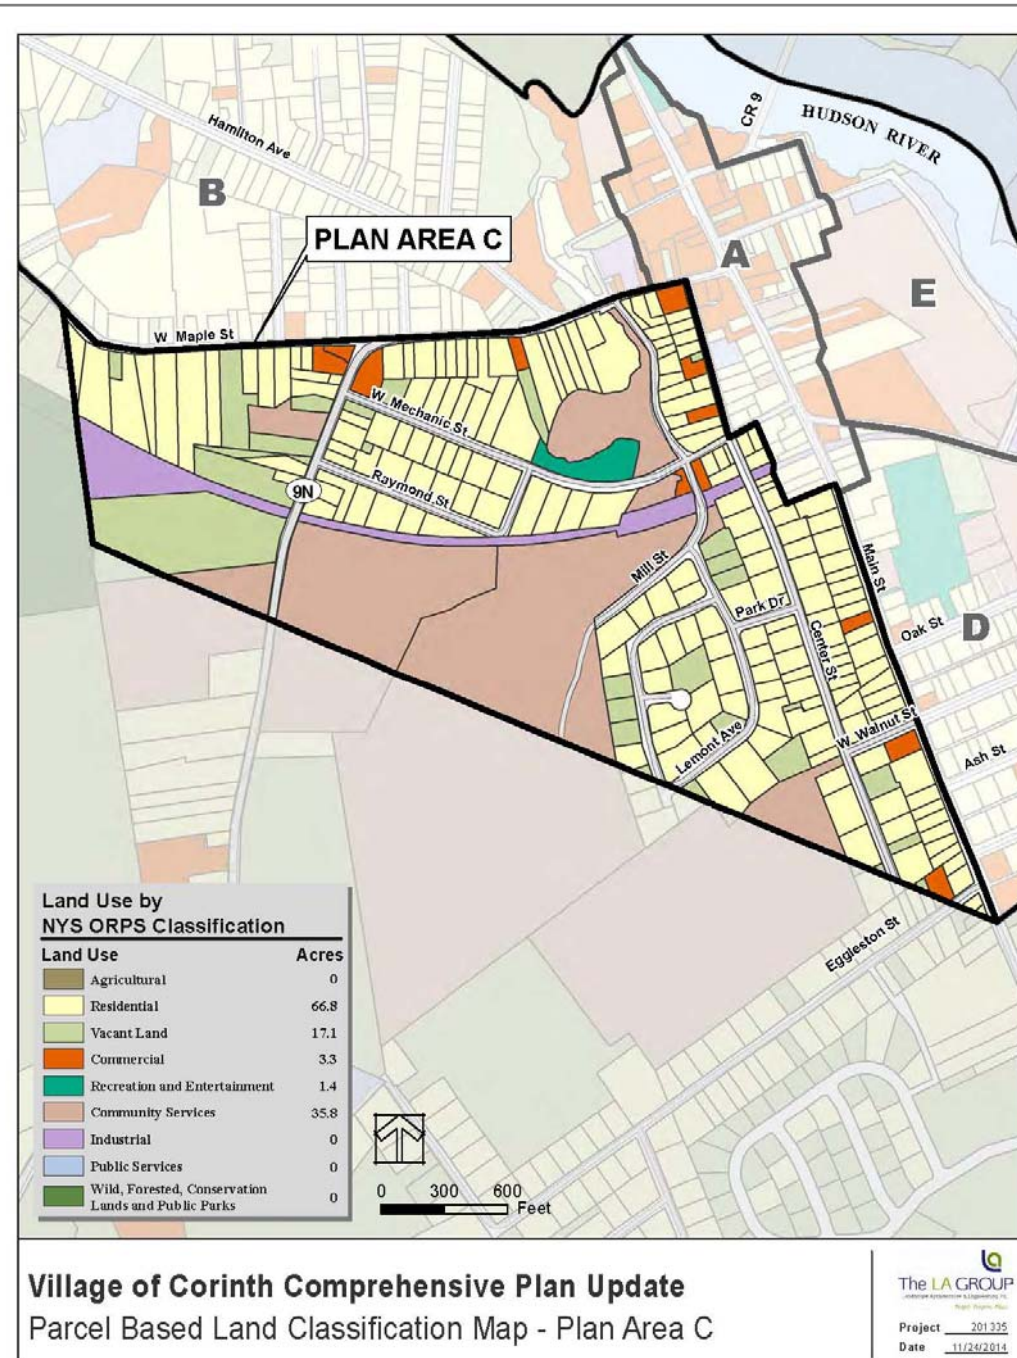 HUDSON RIVER
CR 9
Hamilton Ave
B
PLAN AREA C
A
E
W Maple St
W Mechanic St
Raymond St
9N
Mill St
Park Dr
Main St
Center St
Oak St
D
W Walnut St
Lemont Ave
Ash St
Eggleston St
Land Use by
NYS ORPS Classification
Land Use Acres
Agricultural 0
Residential 66.8
Vacant Land 17.1
Commercial 3.3
Recreation and Entertainment 1.4
Community Services 35.8
Industrial 0
Public Services 0
Wild, Forested, Conservation
Lands and Public Parks 0
0 300 600
Feet
Village of Corinth Comprehensive Plan Update
Parcel Based Land Classification Map - Plan Area C
The LA GROUP
Project 201335
Date 11/24/2014